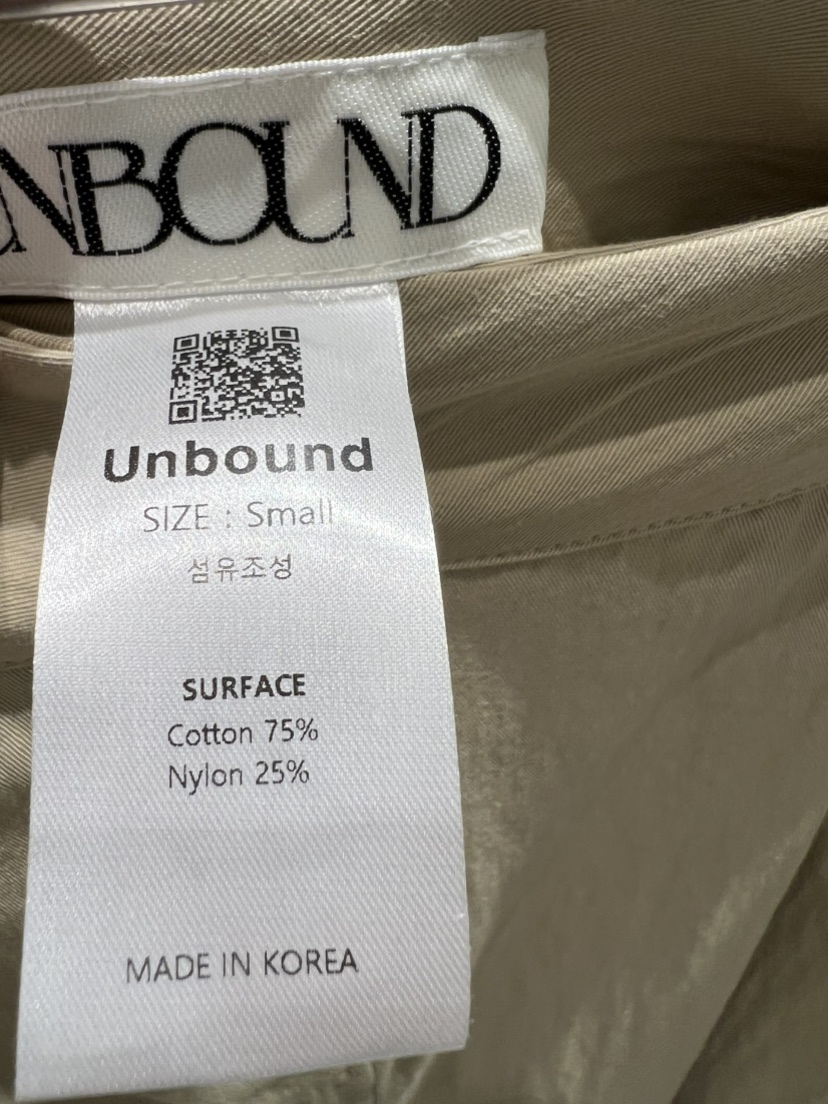 UNBOUND
Unbound
SIZE : Small
섬유조성
SURFACE
Cotton 75%
Nylon 25%
MADE IN KOREA